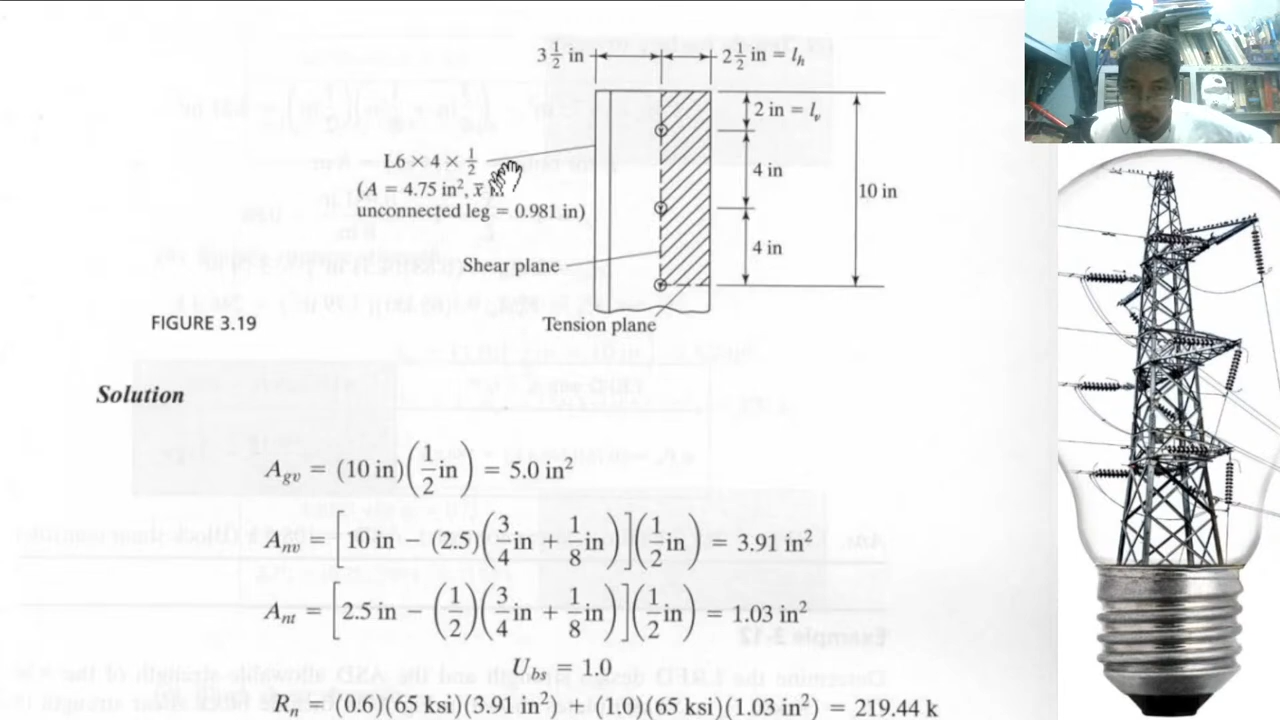 3 1/2 in
2 1/2 in = l_h
2 in = l_v
L6 × 4 × 1/2
(A = 4.75 in², x̄
unconnected leg = 0.981 in)
4 in
10 in
4 in
Shear plane
FIGURE 3.19
Tension plane
Solution
A_gv = (10 in)(1/2 in) = 5.0 in²
A_nv = [10 in − (2.5)(3/4 in + 1/8 in)](1/2 in) = 3.91 in²
A_nt = [2.5 in − (1/2)(3/4 in + 1/8 in)](1/2 in) = 1.03 in²
U_bs = 1.0
R_n = (0.6)(65 ksi)(3.91 in²) + (1.0)(65 ksi)(1.03 in²) = 219.44 k